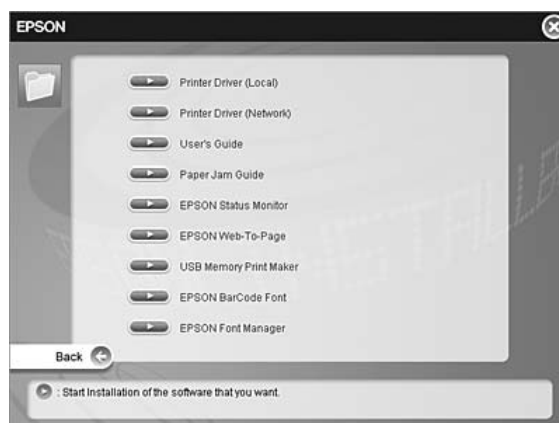 EPSON
Printer Driver (Local)
Printer Driver (Network)
User's Guide
Paper Jam Guide
EPSON Status Monitor
EPSON Web-To-Page
USB Memory Print Maker
EPSON BarCode Font
EPSON Font Manager
Back
: Start Installation of the software that you want.